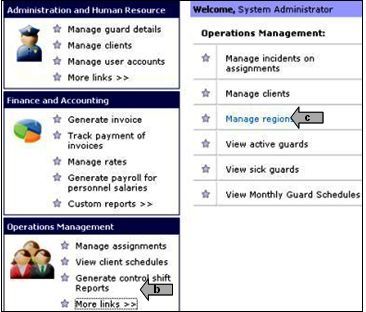 Administration and Human Resource
Manage guard details
Manage clients
Manage user accounts
More links >>
Finance and Accounting
Generate invoice
Track payment of
invoices
Manage rates
Generate payroll for
personnel salaries
Custom reports >>
Operations Management
Manage assignments
View client schedules
Generate control shift
Reports
b
More links >>
Welcome, System Administrator
Operations Management:
Manage incidents on
assignments
Manage clients
Manage regions
c
View active guards
View sick guards
View Monthly Guard Schedules